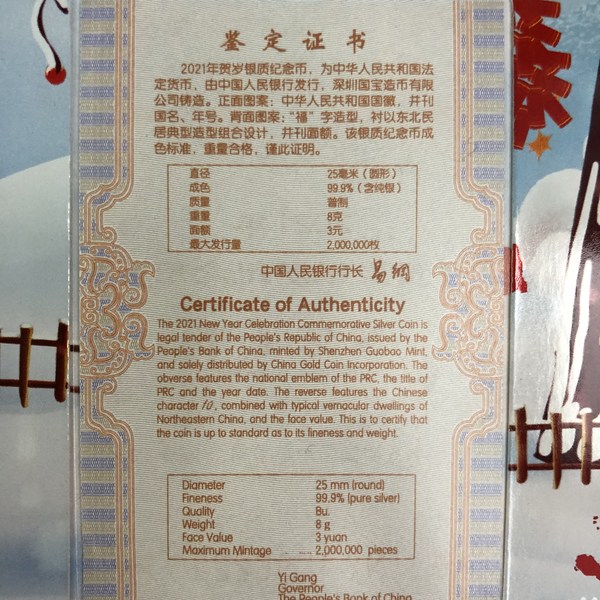 鉴定证书
2021年贺岁银质纪念币，为中华人民共和国法
定货币，由中国人民银行发行，深圳国宝造币有限
公司铸造。正面图案：中华人民共和国国徽，并刊
国名、年号。背面图案：“福”字造型，衬以东北民
居典型造型组合设计，并刊面额。该银质纪念币成
色标准，重量合格，谨此证明。
直径 25毫米（圆形）
成色 99.9%（含纯银）
质量 普制
重量 8克
面额 3元
最大发行量 2,000,000枚
中国人民银行行长 易纲
Certificate of Authenticity
The 2021 New Year Celebration Commemorative Silver Coin is
legal tender of the People's Republic of China, issued by the
People's Bank of China, minted by Shenzhen Guobao Mint,
and solely distributed by China Gold Coin Incorporation. The
obverse features the national emblem of the PRC, the title of
PRC and the year date. The reverse features the Chinese
character fú, combined with typical vernacular dwellings of
Northeastern China, and the face value. This is to certify that
the coin is up to standard as to its fineness and weight.
Diameter 25 mm (round)
Fineness 99.9% (pure silver)
Quality Bu.
Weight 8 g
Face Value 3 yuan
Maximum Mintage 2,000,000 pieces
Yi Gang
Governor
The People's Bank of China